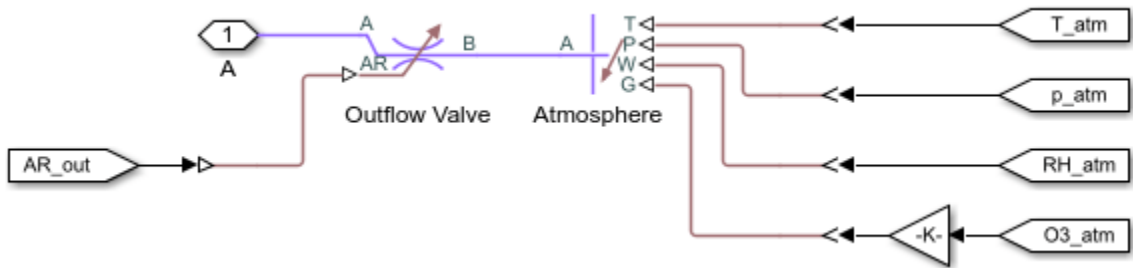 1
A
A
AR
B
A
T
P
W
G
Outflow Valve
Atmosphere
AR_out
T_atm
p_atm
RH_atm
-K-
O3_atm